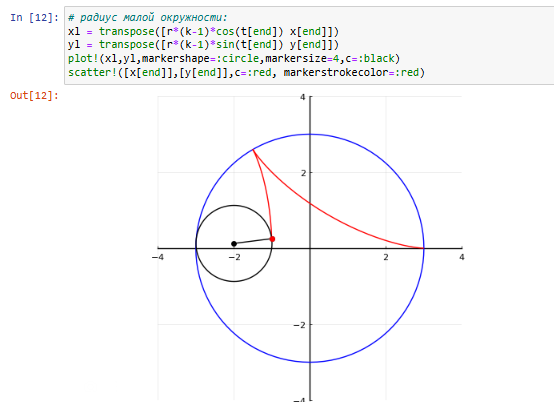 In [12]: # радиус малой окружности:
xl = transpose([r*(k-1)*cos(t[end]) x[end]])
yl = transpose([r*(k-1)*sin(t[end]) y[end]])
plot!(xl,yl,markershape=:circle,markersize=4,c=:black)
scatter!([x[end]],[y[end]],c=:red, markerstrokecolor=:red)
Out[12]:
4
2
−4 −2 2 4
−2
−4